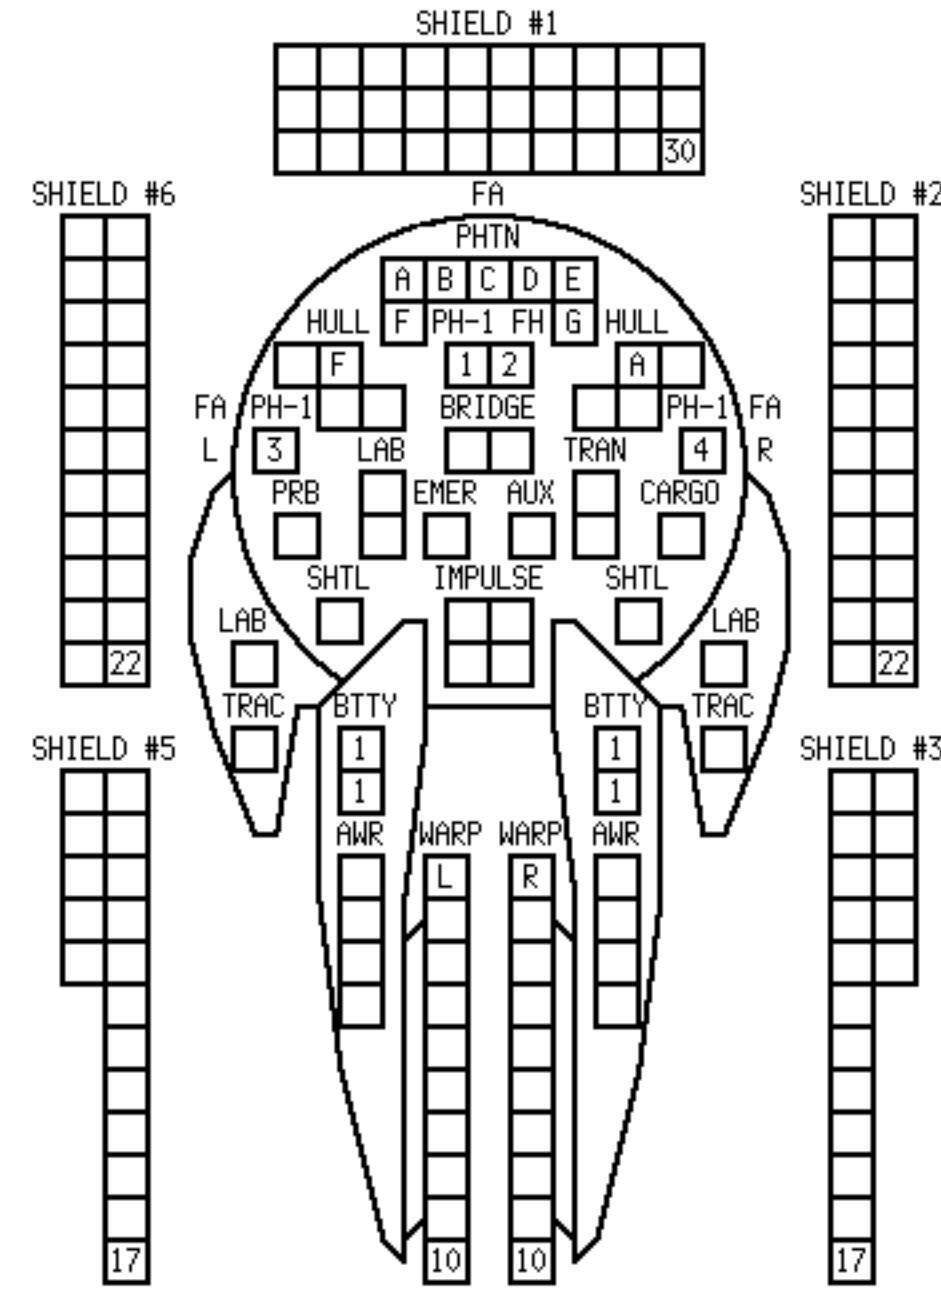 SHIELD #1
30
SHIELD #6 FA SHIELD #2
PHTN
A B C D E
HULL F PH-1 FH G HULL
F 1 2 A
FA PH-1 BRIDGE PH-1 FA
L 3 LAB TRAN 4 R
PRB EMER AUX CARGO
SHTL IMPULSE SHTL
LAB LAB
22 22
TRAC BTTY BTTY TRAC
SHIELD #5 1 1 SHIELD #3
1 1
AWR WARP WARP AWR
L R
17 10 10 17